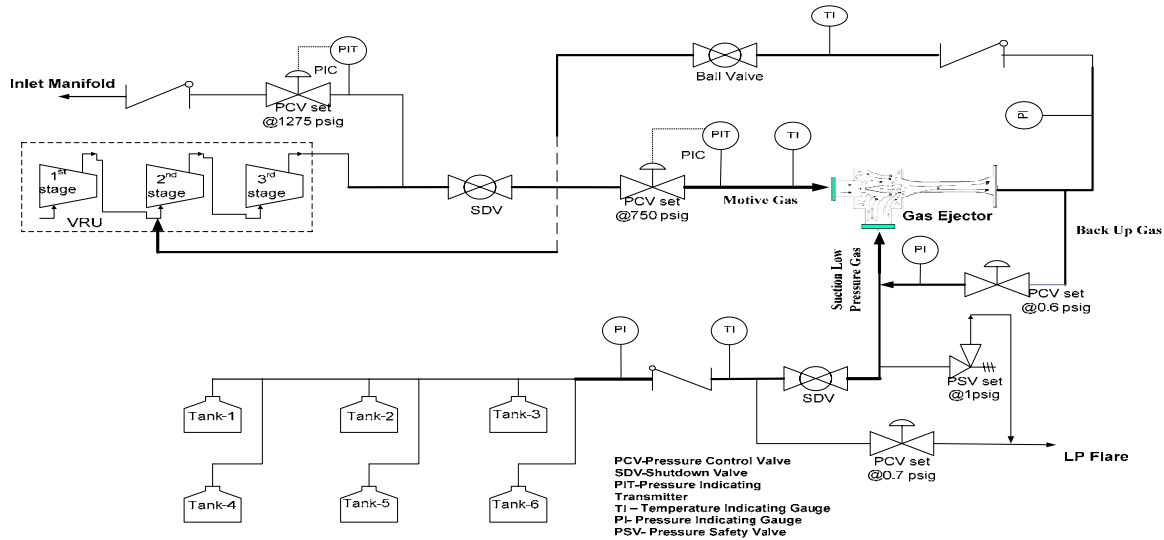 TI
PIT
Ball Valve
Inlet Manifold
PIC
PCV set
@1275 psig
PI
PIT
TI
PIC
1st
stage
2nd
stage
3rd
stage
VRU
SDV
PCV set
@750 psig
Motive Gas
Gas Ejector
Back Up Gas
Suction Low
Pressure Gas
PI
PCV set
@0.6 psig
PI
TI
SDV
PSV set
@1psig
Tank-1
Tank-2
Tank-3
PCV set
@0.7 psig
LP Flare
Tank-4
Tank-5
Tank-6
PCV-Pressure Control Valve
SDV-Shutdown Valve
PIT-Pressure Indicating
Transmitter
TI – Temperature Indicating Gauge
PI- Pressure Indicating Gauge
PSV- Pressure Safety Valve